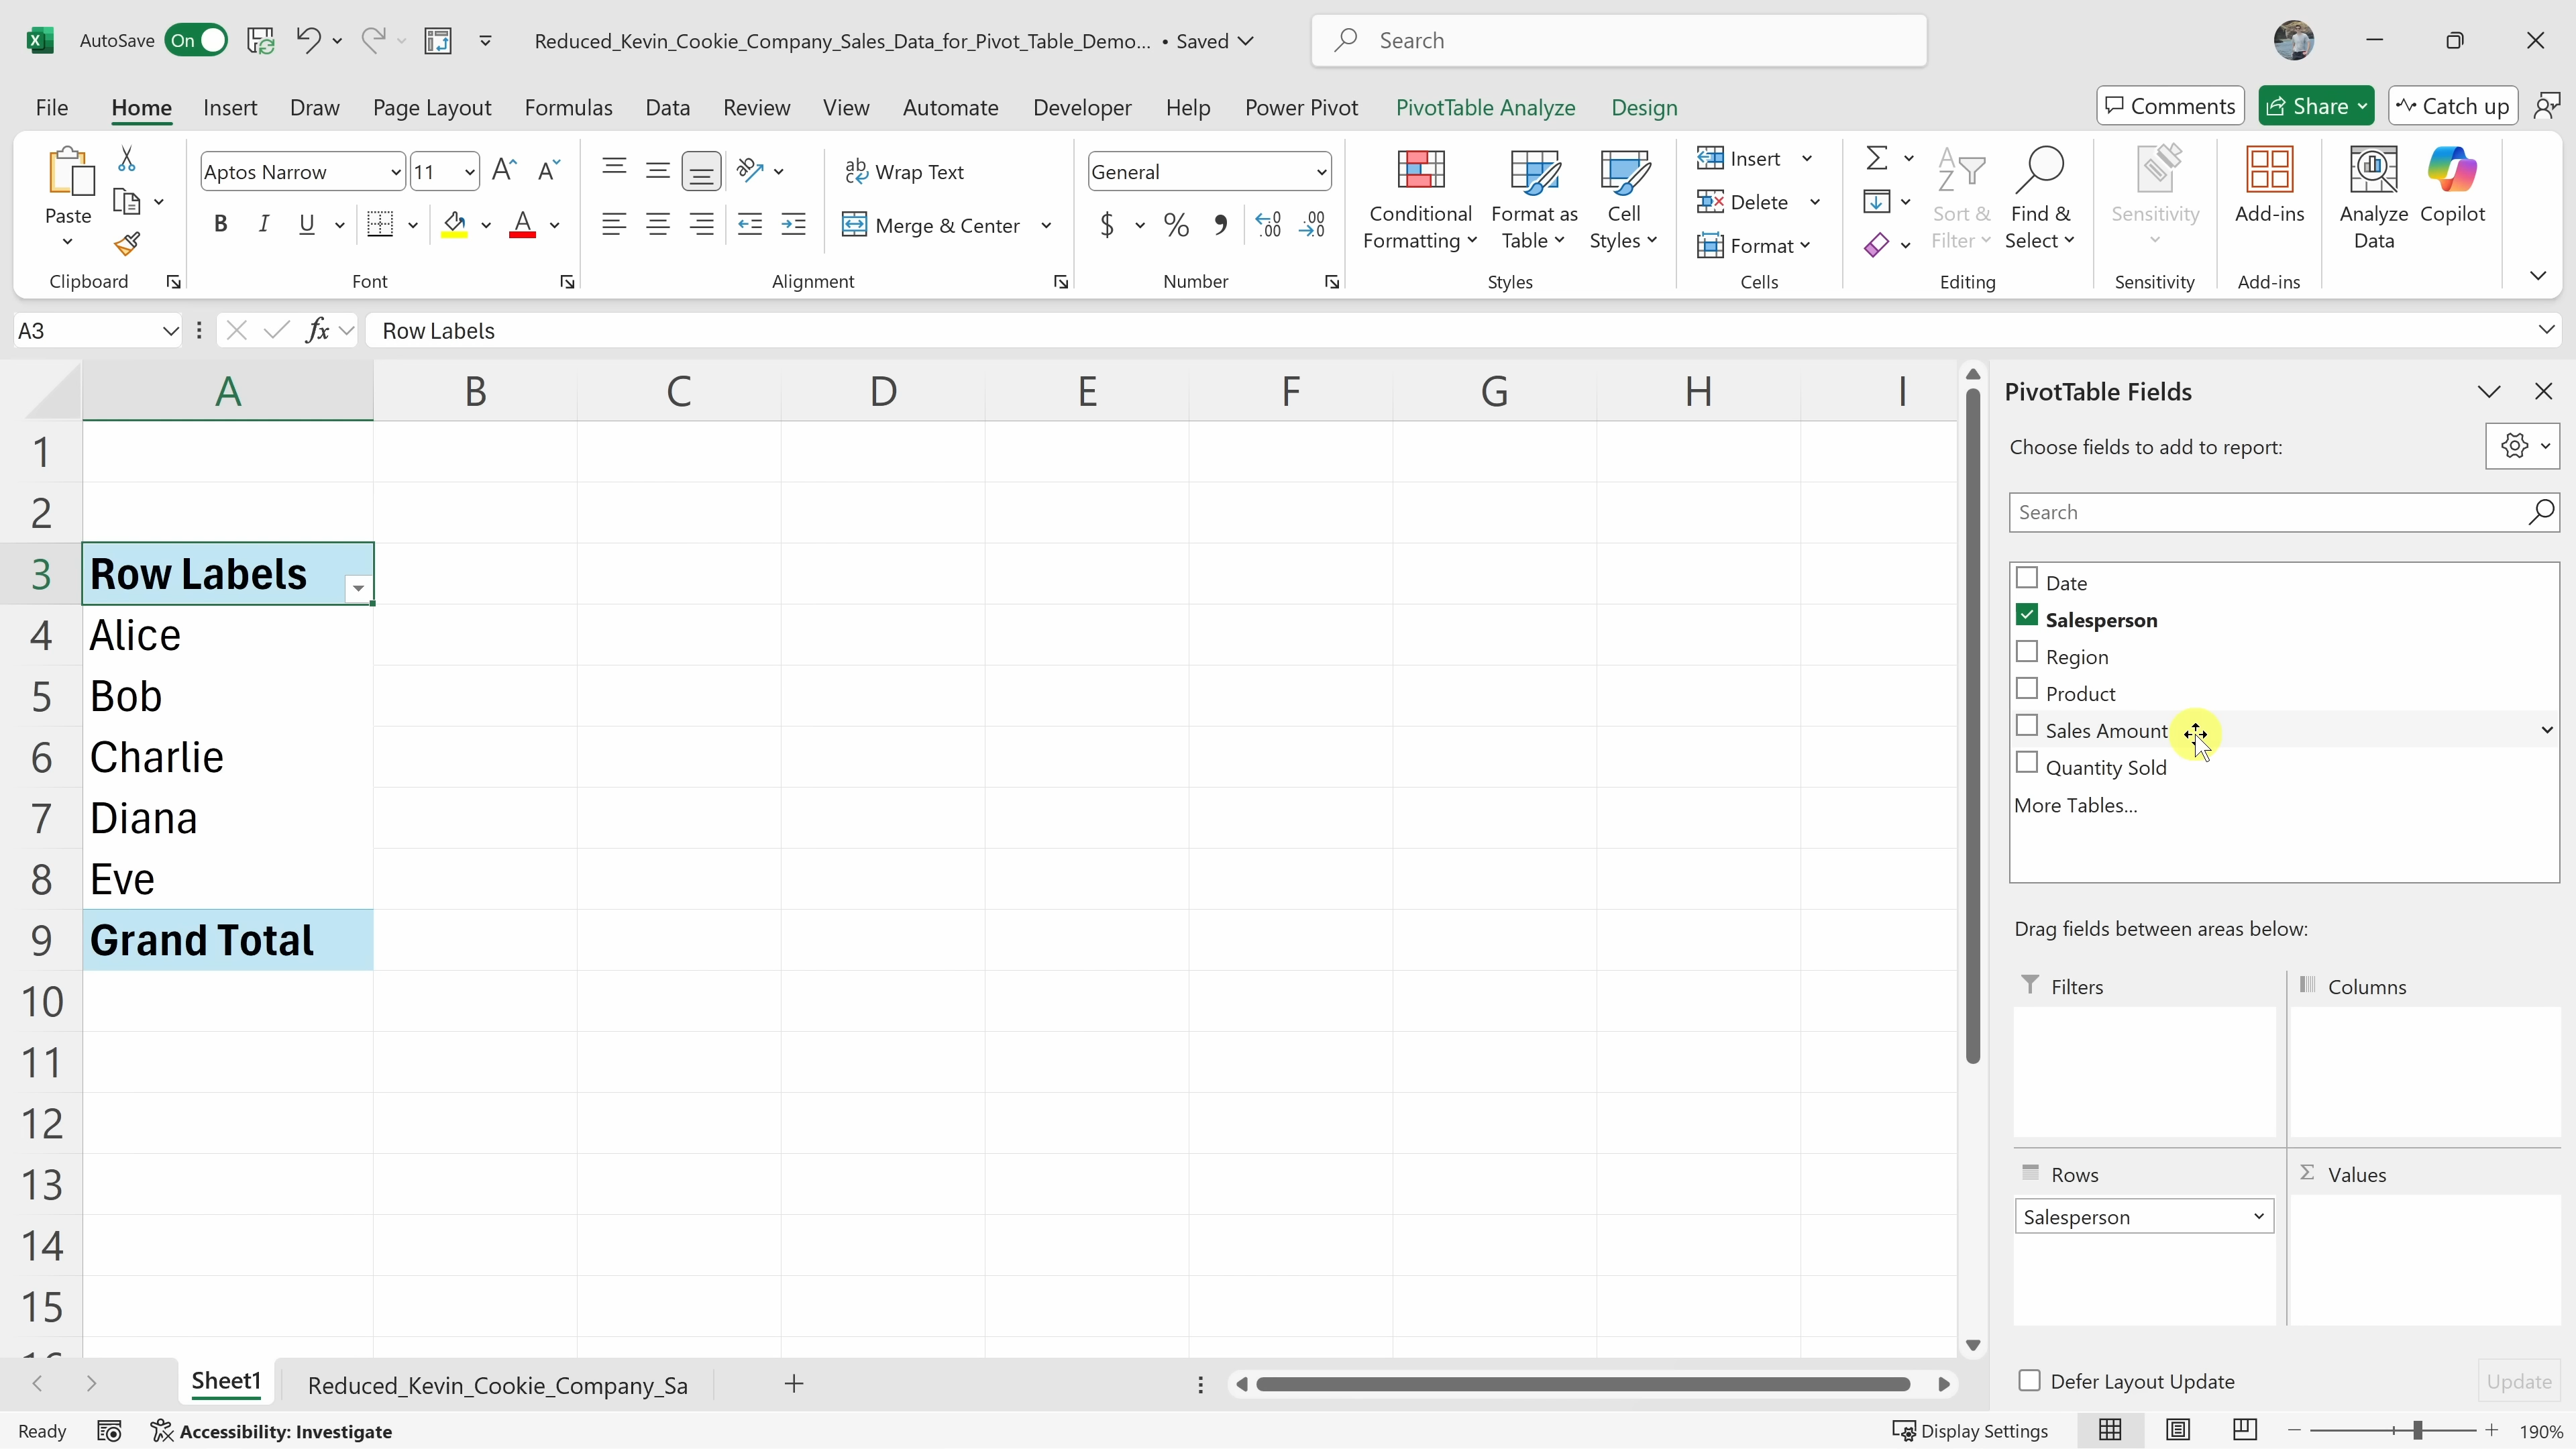 AutoSave On Reduced_Kevin_Cookie_Company_Sales_Data_for_Pivot_Table_Demo... • Saved Search
File Home Insert Draw Page Layout Formulas Data Review View Automate Developer Help Power Pivot PivotTable Analyze Design Comments Share Catch up
Paste Aptos Narrow 11 Wrap Text General Conditional Formatting Format as Table Cell Styles Insert Sort & Filter Find & Select Sensitivity Add-ins Analyze Data Copilot
B I U Merge & Center $ % Delete
Format
Clipboard Font Alignment Number Styles Cells Editing Sensitivity Add-ins
A3 fx Row Labels
A B C D E F G H I
1
2
3 Row Labels
4 Alice
5 Bob
6 Charlie
7 Diana
8 Eve
9 Grand Total
10
11
12
13
14
15
16
PivotTable Fields
Choose fields to add to report:
Search
Date
Salesperson
Region
Product
Sales Amount
Quantity Sold
More Tables...
Drag fields between areas below:
Filters Columns
Rows Values
Salesperson
Defer Layout Update Update
Sheet1 Reduced_Kevin_Cookie_Company_Sa
Ready Accessibility: Investigate Display Settings 190%